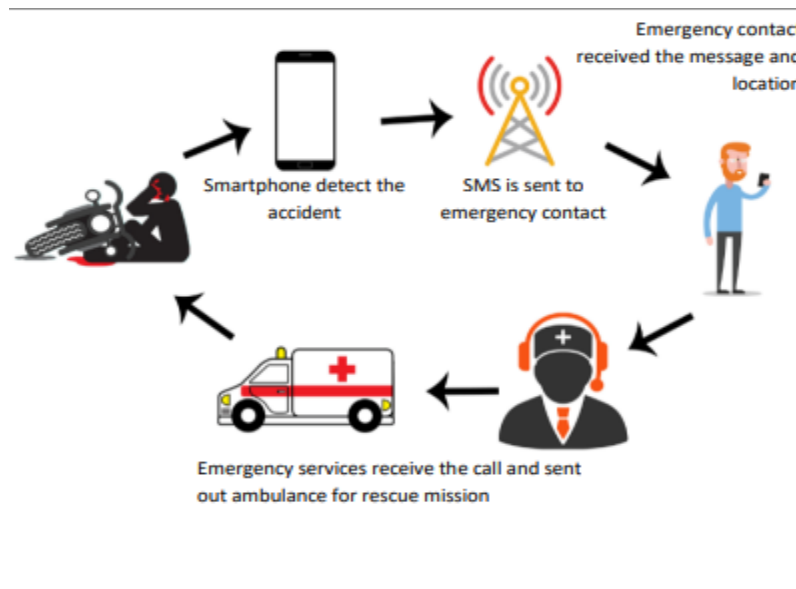 Emergency contact
received the message and
location
Smartphone detect the
accident
SMS is sent to
emergency contact
Emergency services receive the call and sent
out ambulance for rescue mission